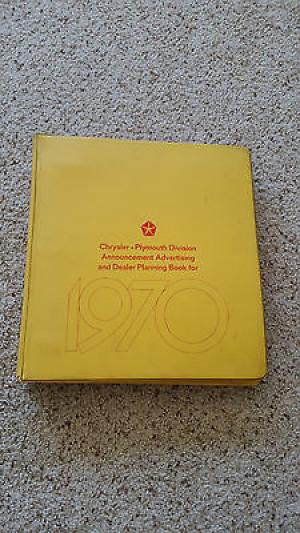 Chrysler • Plymouth Division
Announcement Advertising
and Dealer Planning Book for
1970